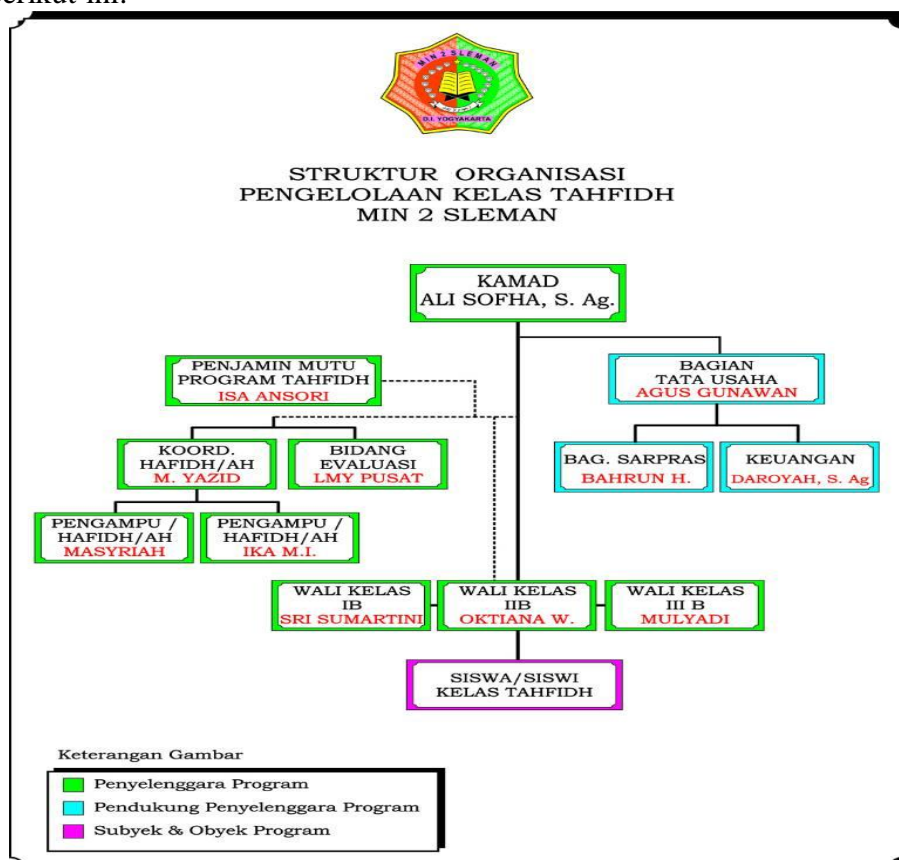 berikut ini:
MIN 2 SLEMAN
D.I. YOGYAKARTA
STRUKTUR ORGANISASI
PENGELOLAAN KELAS TAHFIDH
MIN 2 SLEMAN
KAMAD
ALI SOFHA, S. Ag.
PENJAMIN MUTU
PROGRAM TAHFIDH
ISA ANSORI
BAGIAN
TATA USAHA
AGUS GUNAWAN
KOORD.
HAFIDH/AH
M. YAZID
BIDANG
EVALUASI
LMY PUSAT
BAG. SARPRAS
BAHRUN H.
KEUANGAN
DAROYAH, S. Ag
PENGAMPU /
HAFIDH/AH
MASYRIAH
PENGAMPU /
HAFIDH/AH
IKA M.I.
WALI KELAS
IB
SRI SUMARTINI
WALI KELAS
IIB
OKTIANA W.
WALI KELAS
III B
MULYADI
SISWA/SISWI
KELAS TAHFIDH
Keterangan Gambar
Penyelenggara Program
Pendukung Penyelenggara Program
Subyek & Obyek Program